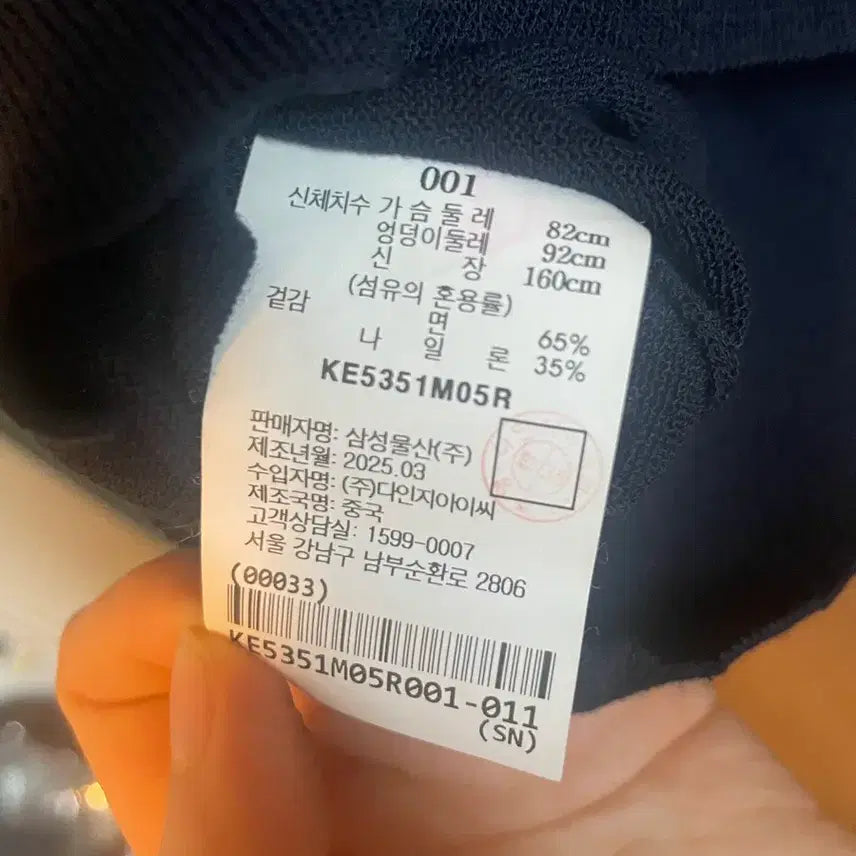 001
신체치수 가슴둘레 82cm
엉덩이둘레 92cm
신 장 160cm
(섬유의 혼용률)
겉감 면 65%
나 일 론 35%
KE5351M05R
판매자명: 삼성물산(주)
제조년월: 2025.03
수입자명: (주)다인지아이씨
제조국명: 중국
고객상담실: 1599-0007
서울 강남구 남부순환로 2806
(00033)
KE5351M05R001-011
(SN)